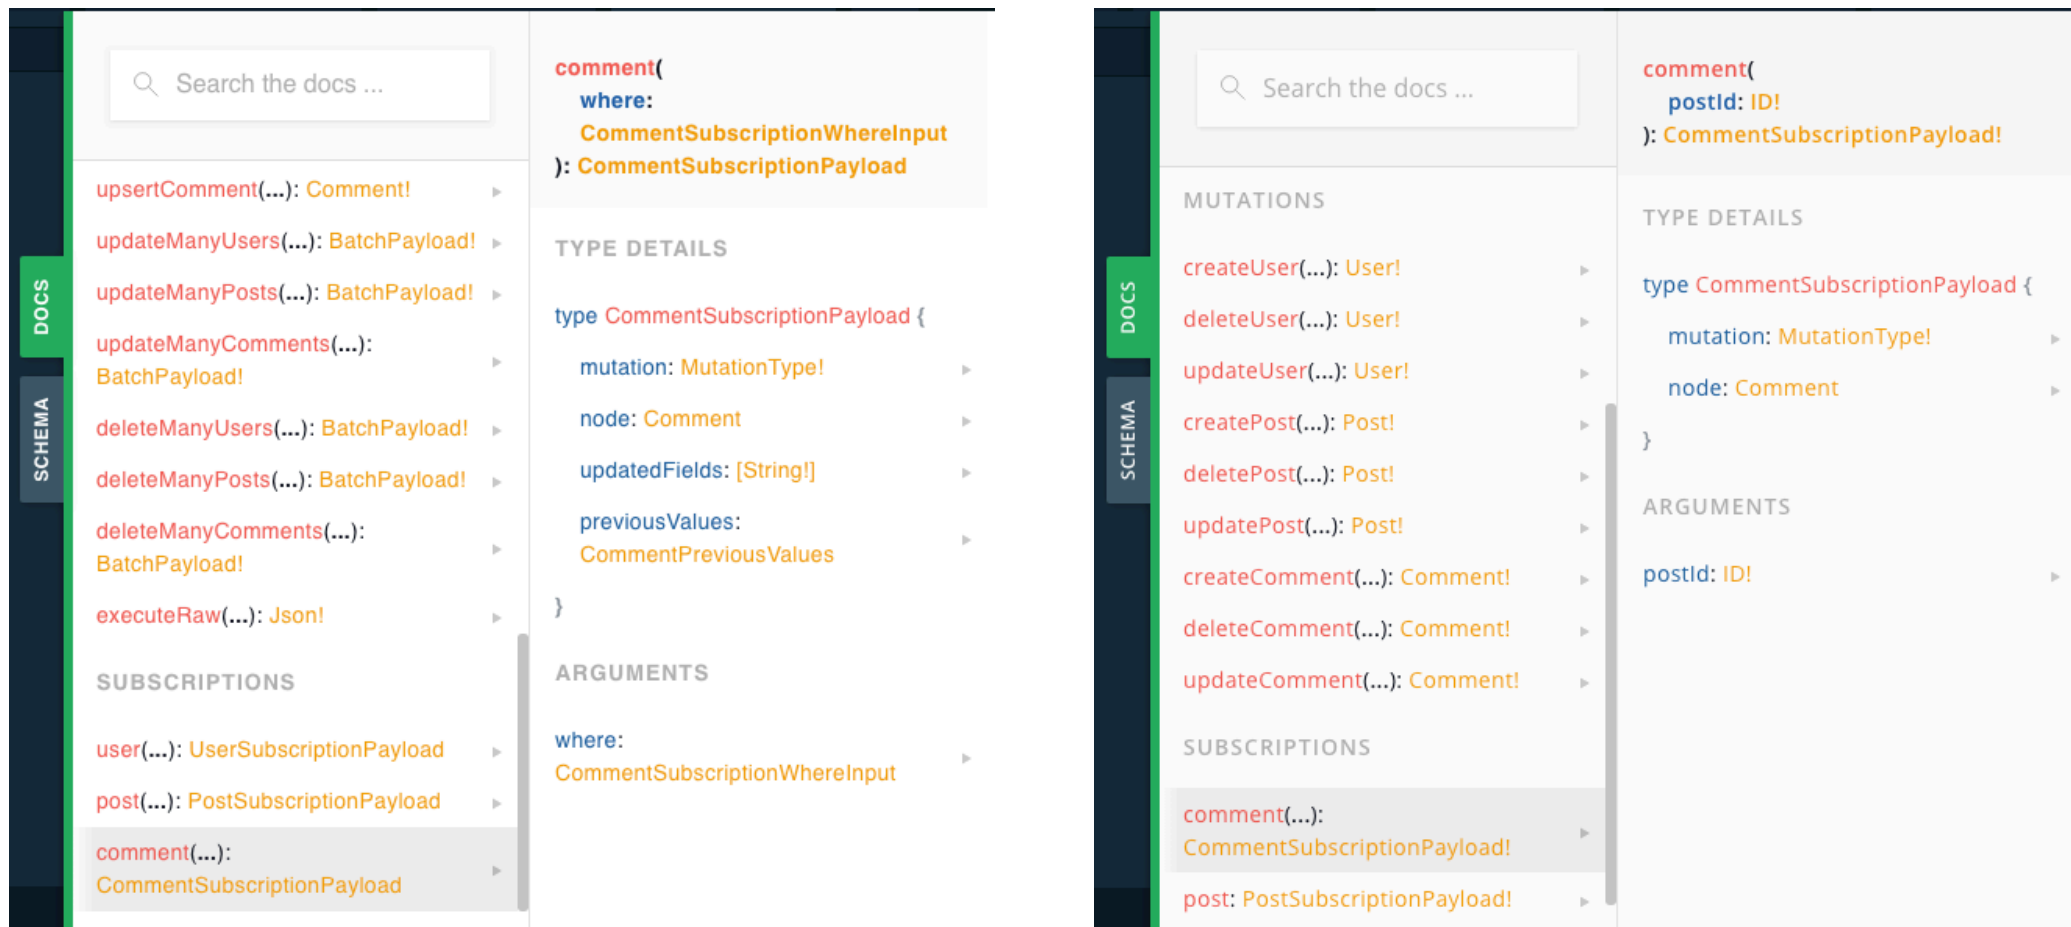 DOCS
SCHEMA
Search the docs ...
upsertComment(...): Comment!
updateManyUsers(...): BatchPayload!
updateManyPosts(...): BatchPayload!
updateManyComments(...):
BatchPayload!
deleteManyUsers(...): BatchPayload!
deleteManyPosts(...): BatchPayload!
deleteManyComments(...):
BatchPayload!
executeRaw(...): Json!
SUBSCRIPTIONS
user(...): UserSubscriptionPayload
post(...): PostSubscriptionPayload
comment(...):
CommentSubscriptionPayload
comment(
where:
CommentSubscriptionWhereInput
): CommentSubscriptionPayload
TYPE DETAILS
type CommentSubscriptionPayload {
mutation: MutationType!
node: Comment
updatedFields: [String!]
previousValues:
CommentPreviousValues
}
ARGUMENTS
where:
CommentSubscriptionWhereInput
DOCS
SCHEMA
Search the docs ...
MUTATIONS
createUser(...): User!
deleteUser(...): User!
updateUser(...): User!
createPost(...): Post!
deletePost(...): Post!
updatePost(...): Post!
createComment(...): Comment!
deleteComment(...): Comment!
updateComment(...): Comment!
SUBSCRIPTIONS
comment(...):
CommentSubscriptionPayload!
post: PostSubscriptionPayload!
comment(
postId: ID!
): CommentSubscriptionPayload!
TYPE DETAILS
type CommentSubscriptionPayload {
mutation: MutationType!
node: Comment
}
ARGUMENTS
postId: ID!